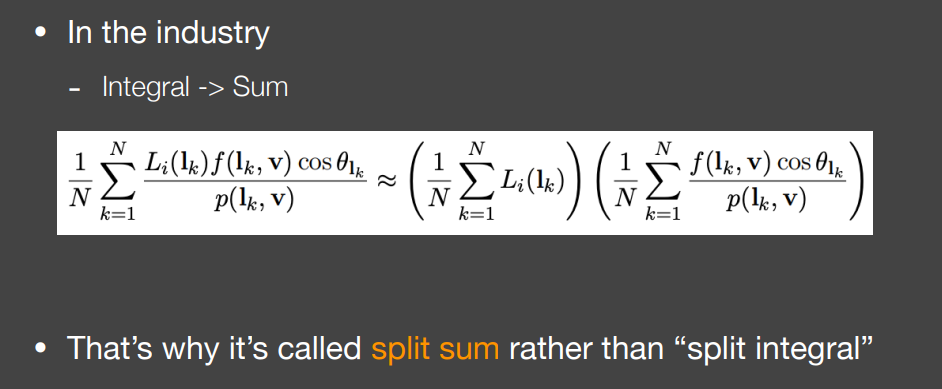 • In the industry
- Integral -> Sum
$\frac{1}{N}\sum_{k=1}^{N}\frac{L_i(\mathbf{l}_k)f(\mathbf{l}_k,\mathbf{v})\cos\theta_{\mathbf{l}_k}}{p(\mathbf{l}_k,\mathbf{v})}\approx\left(\frac{1}{N}\sum_{k=1}^{N}L_i(\mathbf{l}_k)\right)\left(\frac{1}{N}\sum_{k=1}^{N}\frac{f(\mathbf{l}_k,\mathbf{v})\cos\theta_{\mathbf{l}_k}}{p(\mathbf{l}_k,\mathbf{v})}\right)$
• That’s why it’s called split sum rather than “split integral”